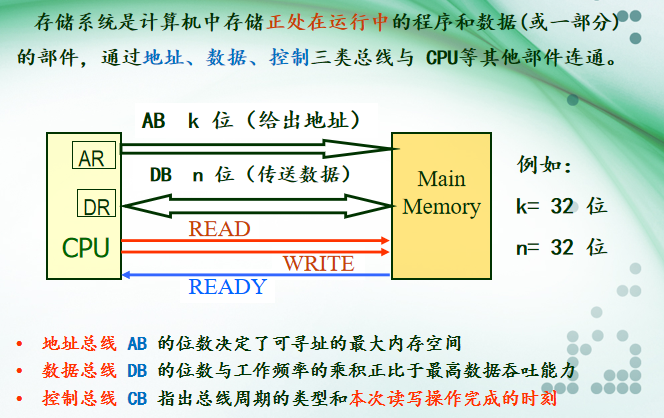 存储系统是计算机中存储正处在运行中的程序和数据(或一部分)
的部件，通过地址、数据、控制三类总线与 CPU等其他部件连通。
AB k 位（给出地址）
AR
DB n 位（传送数据）
DR
CPU
Main
Memory
READ
WRITE
READY
例如：
k= 32 位
n= 32 位
• 地址总线 AB 的位数决定了可寻址的最大内存空间
• 数据总线 DB 的位数与工作频率的乘积正比于最高数据吞吐能力
• 控制总线 CB 指出总线周期的类型和本次读写操作完成的时刻